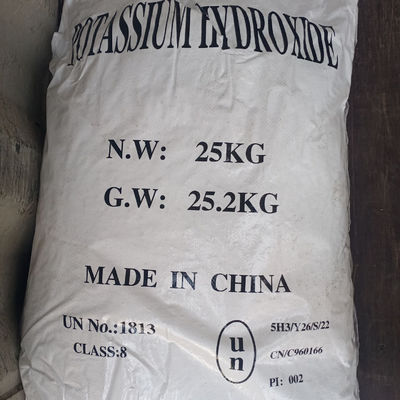 POTASSIUM HYDROXIDE
N.W: 25KG
G.W: 25.2KG
MADE IN CHINA
UN No.:1813
CLASS:8
un
5H3/Y26/S/22
CN/C960166
PI: 002